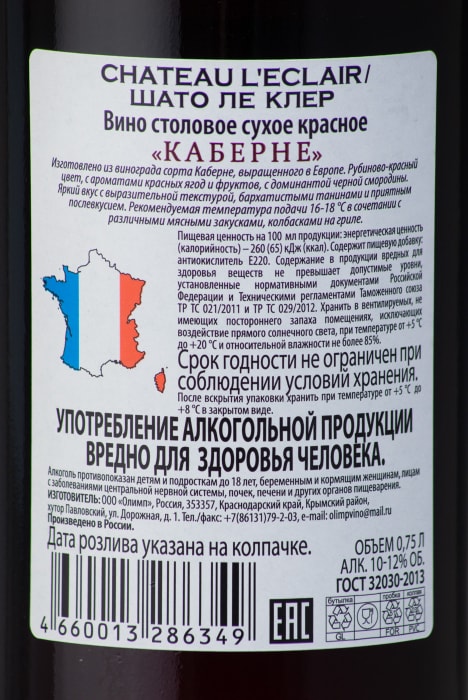 CHATEAU L'ECLAIR/
ШАТО ЛЕ КЛЕР
Вино столовое сухое красное
«КАБЕРНЕ»
Изготовлено из винограда сорта Каберне, выращенного в Европе. Рубиново-красный
цвет, с ароматами красных ягод и фруктов, с доминантой черной смородины.
Яркий вкус с выразительной текстурой, бархатистыми танинами и приятным
послевкусием. Рекомендуемая температура подачи 16-18 °С в сочетании с
различными мясными закусками, колбасками на гриле.
Пищевая ценность на 100 мл продукции: энергетическая ценность
(калорийность) – 260 (65) кДж (ккал). Содержит пищевую добавку:
антиокислитель Е220. Содержание в продукции вредных для
здоровья веществ не превышает допустимые уровни,
установленные нормативными документами Российской
Федерации и Техническими регламентами Таможенного союза
ТР ТС 021/2011 и ТР ТС 029/2012. Хранить в вентилируемых, не
имеющих постороннего запаха помещениях, исключающих
воздействие прямого солнечного света, при температуре от +5 °С
до +20 °С и относительной влажности не более 85%.
Срок годности не ограничен при
соблюдении условий хранения.
После вскрытия упаковки хранить при температуре от +5 °С до
+8 °С в закрытом виде.
УПОТРЕБЛЕНИЕ АЛКОГОЛЬНОЙ ПРОДУКЦИИ
ВРЕДНО ДЛЯ ЗДОРОВЬЯ ЧЕЛОВЕКА.
Алкоголь противопоказан детям и подросткам до 18 лет, беременным и кормящим женщинам, лицам
с заболеваниями центральной нервной системы, почек, печени и других органов пищеварения.
ИЗГОТОВИТЕЛЬ: ООО «Олимп», Россия, 353357, Краснодарский край, Крымский район,
хутор Павловский, ул. Дорожная, д. 1. Тел./факс: +7(86131)79-2-03, e-mail: olimpvino@mail.ru
Произведено в России.
Дата розлива указана на колпачке.
ОБЪЕМ 0,75 Л
АЛК. 10-12% ОБ.
ГОСТ 32030-2013
4 660013 286349
EAC
бутылка пробка колпак
GL FOR PVC